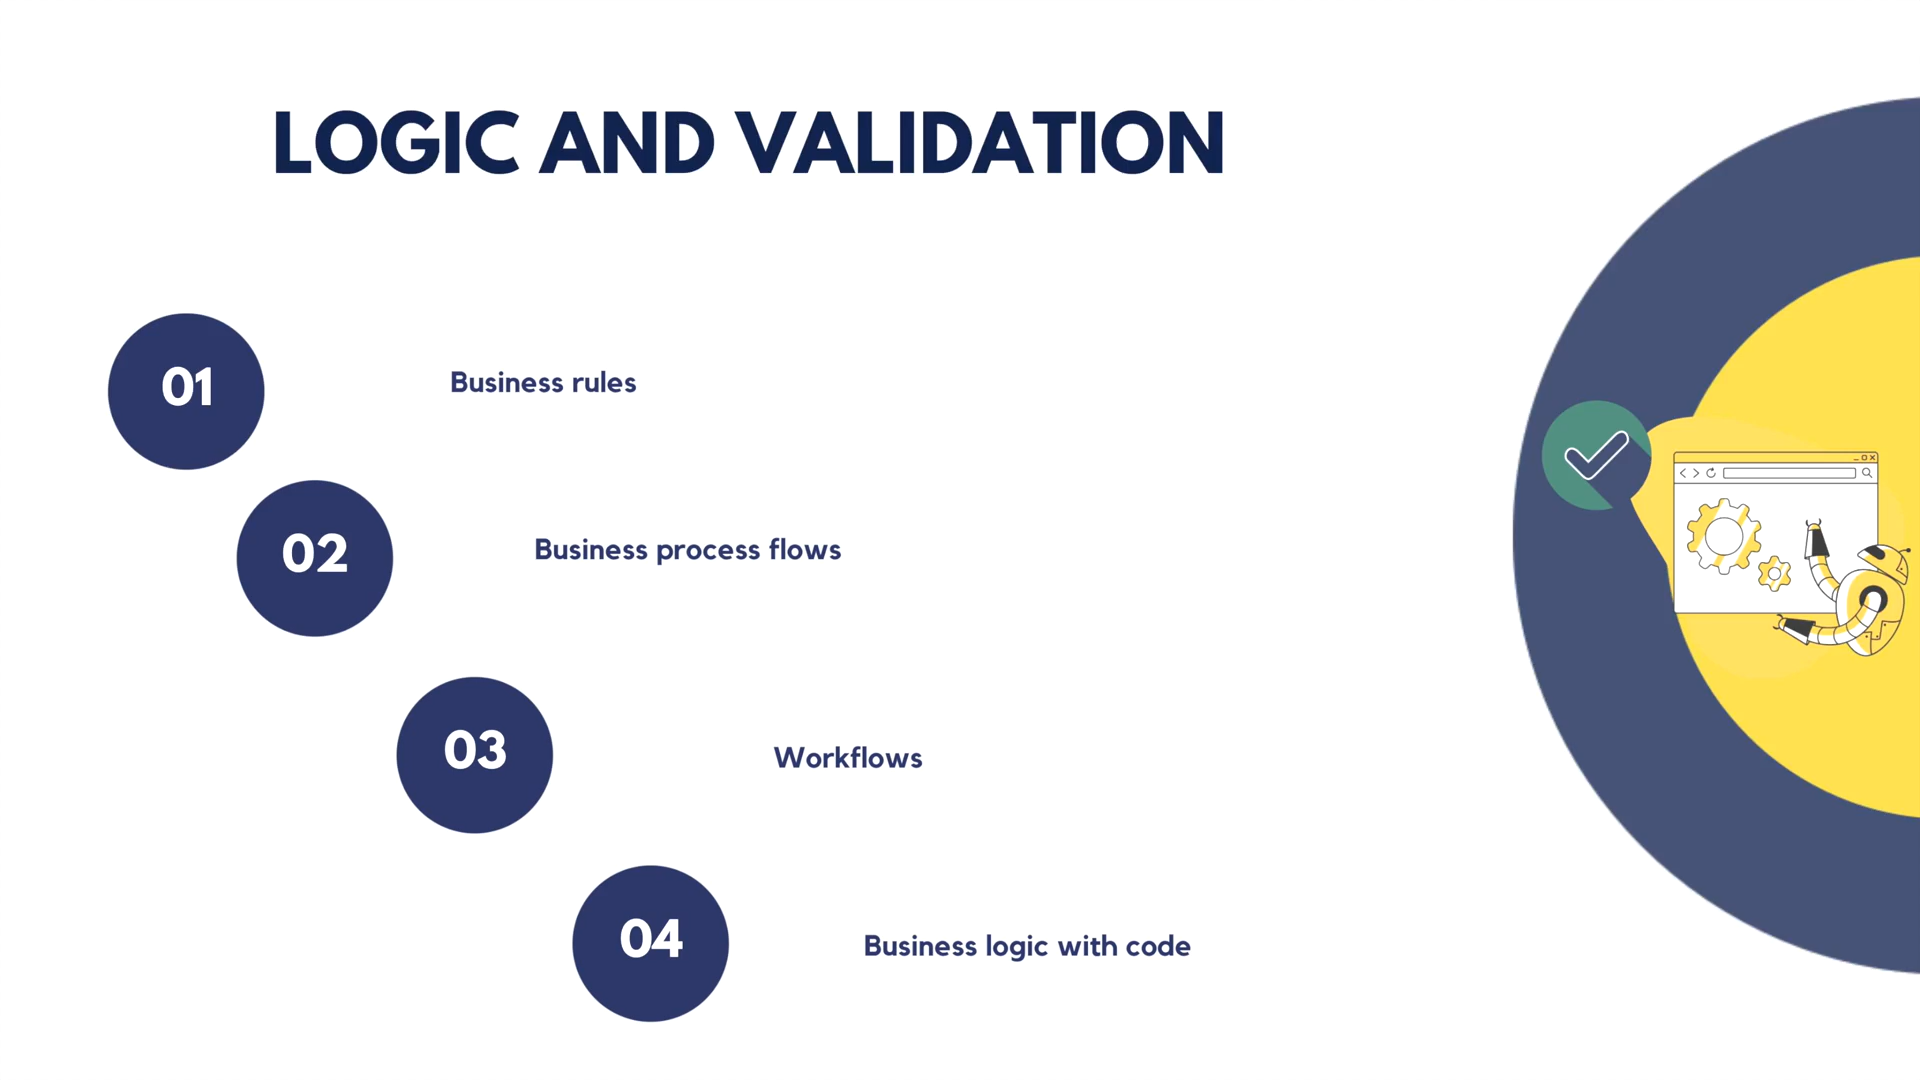 LOGIC AND VALIDATION
01
Business rules
02
Business process flows
03
Workflows
04
Business logic with code